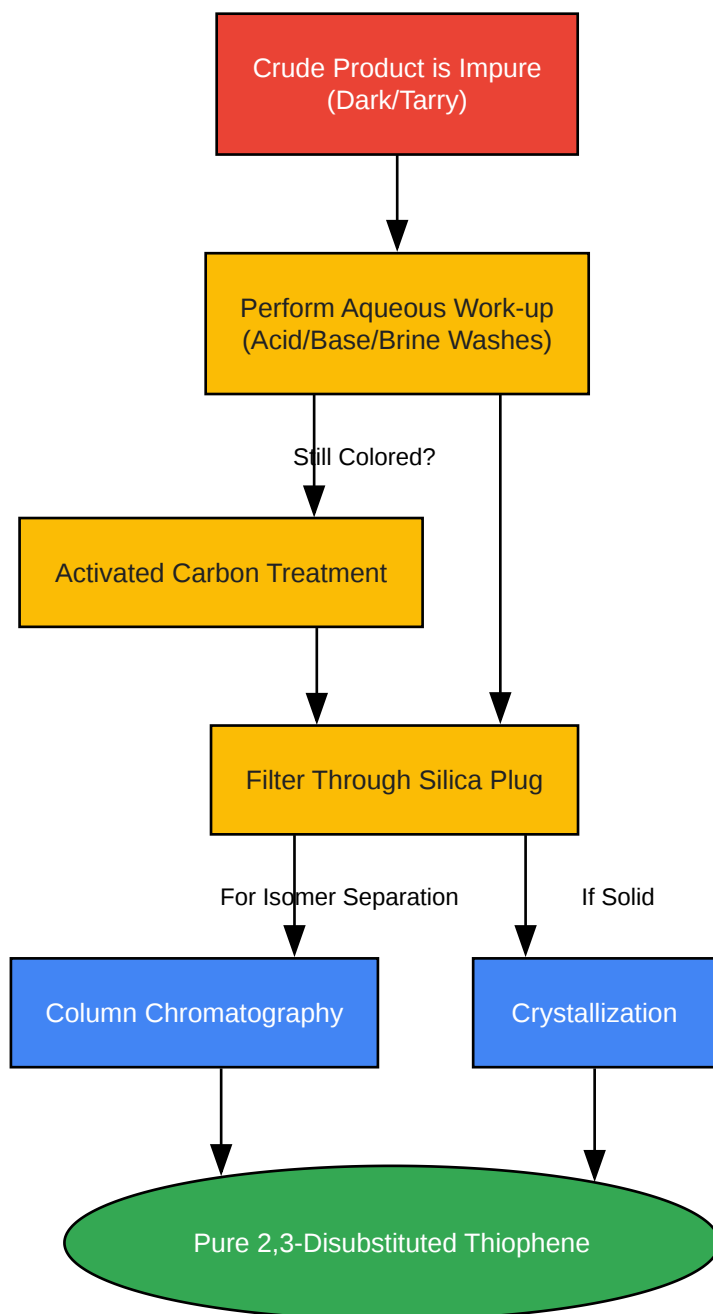 Crude Product is Impure
(Dark/Tarry)
Perform Aqueous Work-up
(Acid/Base/Brine Washes)
Still Colored?
Activated Carbon Treatment
Filter Through Silica Plug
For Isomer Separation
If Solid
Column Chromatography
Crystallization
Pure 2,3-Disubstituted Thiophene